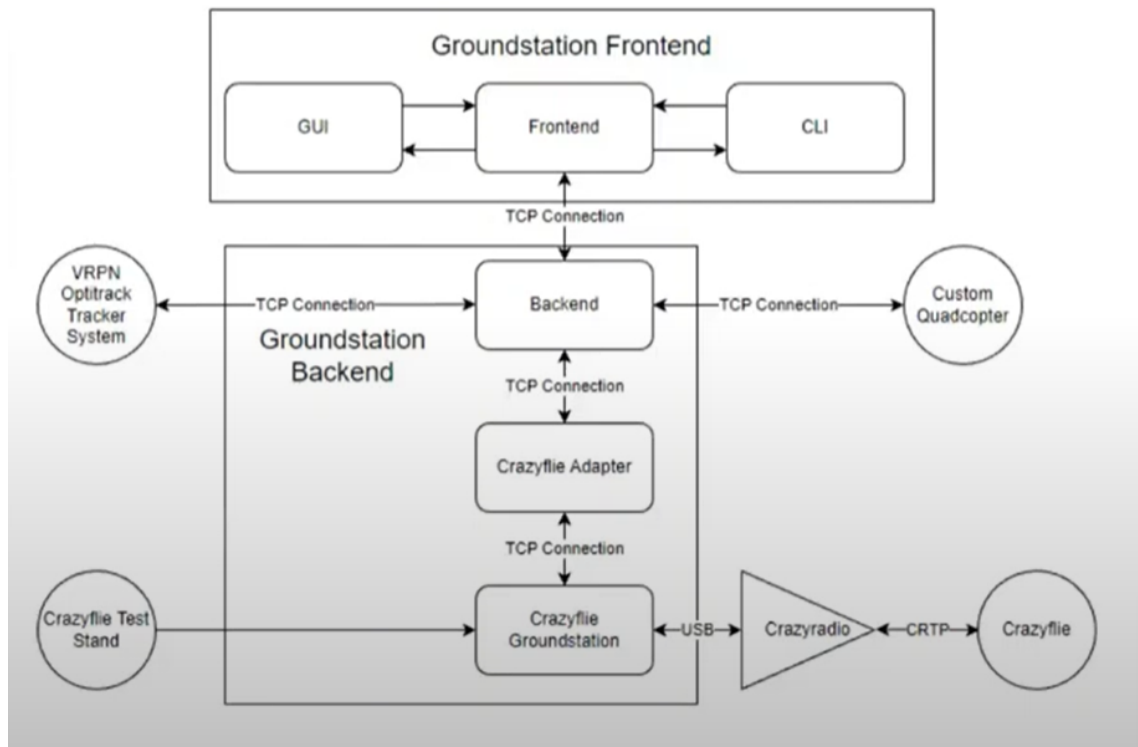 Groundstation Frontend
GUI
Frontend
CLI
TCP Connection
VRPN
Optitrack
Tracker
System
TCP Connection
Backend
TCP Connection
Custom
Quadcopter
Groundstation
Backend
TCP Connection
Crazyflie Adapter
TCP Connection
Crazyflie Test
Stand
Crazyflie
Groundstation
USB
Crazyradio
CRTP
Crazyflie